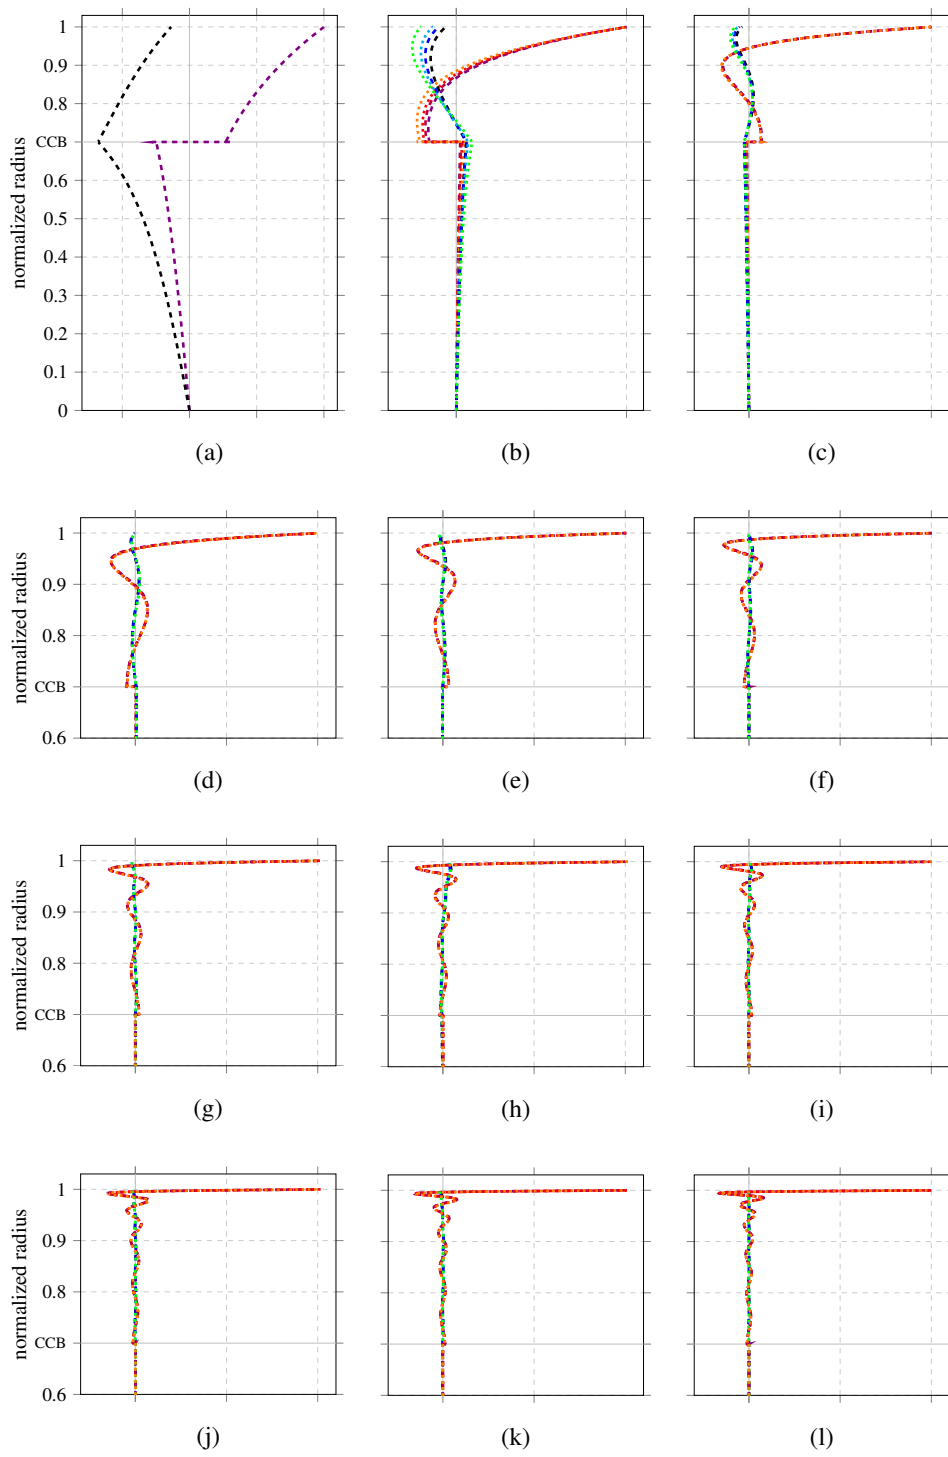 1
0.9
0.8
CCB
0.6
0.5
0.4
0.3
0.2
0.1
0
normalized radius
(a)
(b)
(c)
1
0.9
0.8
CCB
0.6
normalized radius
(d)
(e)
(f)
1
0.9
0.8
CCB
0.6
normalized radius
(g)
(h)
(i)
1
0.9
0.8
CCB
0.6
normalized radius
(j)
(k)
(l)